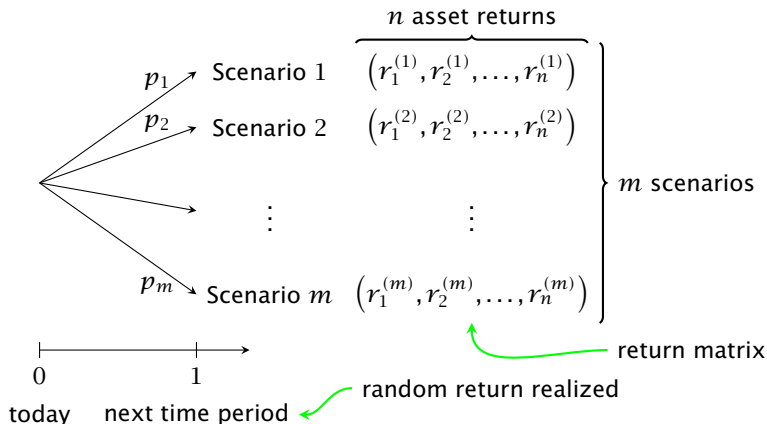 n asset returns
p₁ Scenario 1 (r₁⁽¹⁾, r₂⁽¹⁾, . . . , rₙ⁽¹⁾)
p₂ Scenario 2 (r₁⁽²⁾, r₂⁽²⁾, . . . , rₙ⁽²⁾)
m scenarios
⋮ ⋮
pₘ Scenario m (r₁⁽ᵐ⁾, r₂⁽ᵐ⁾, . . . , rₙ⁽ᵐ⁾)
return matrix
0 1
random return realized
today next time period